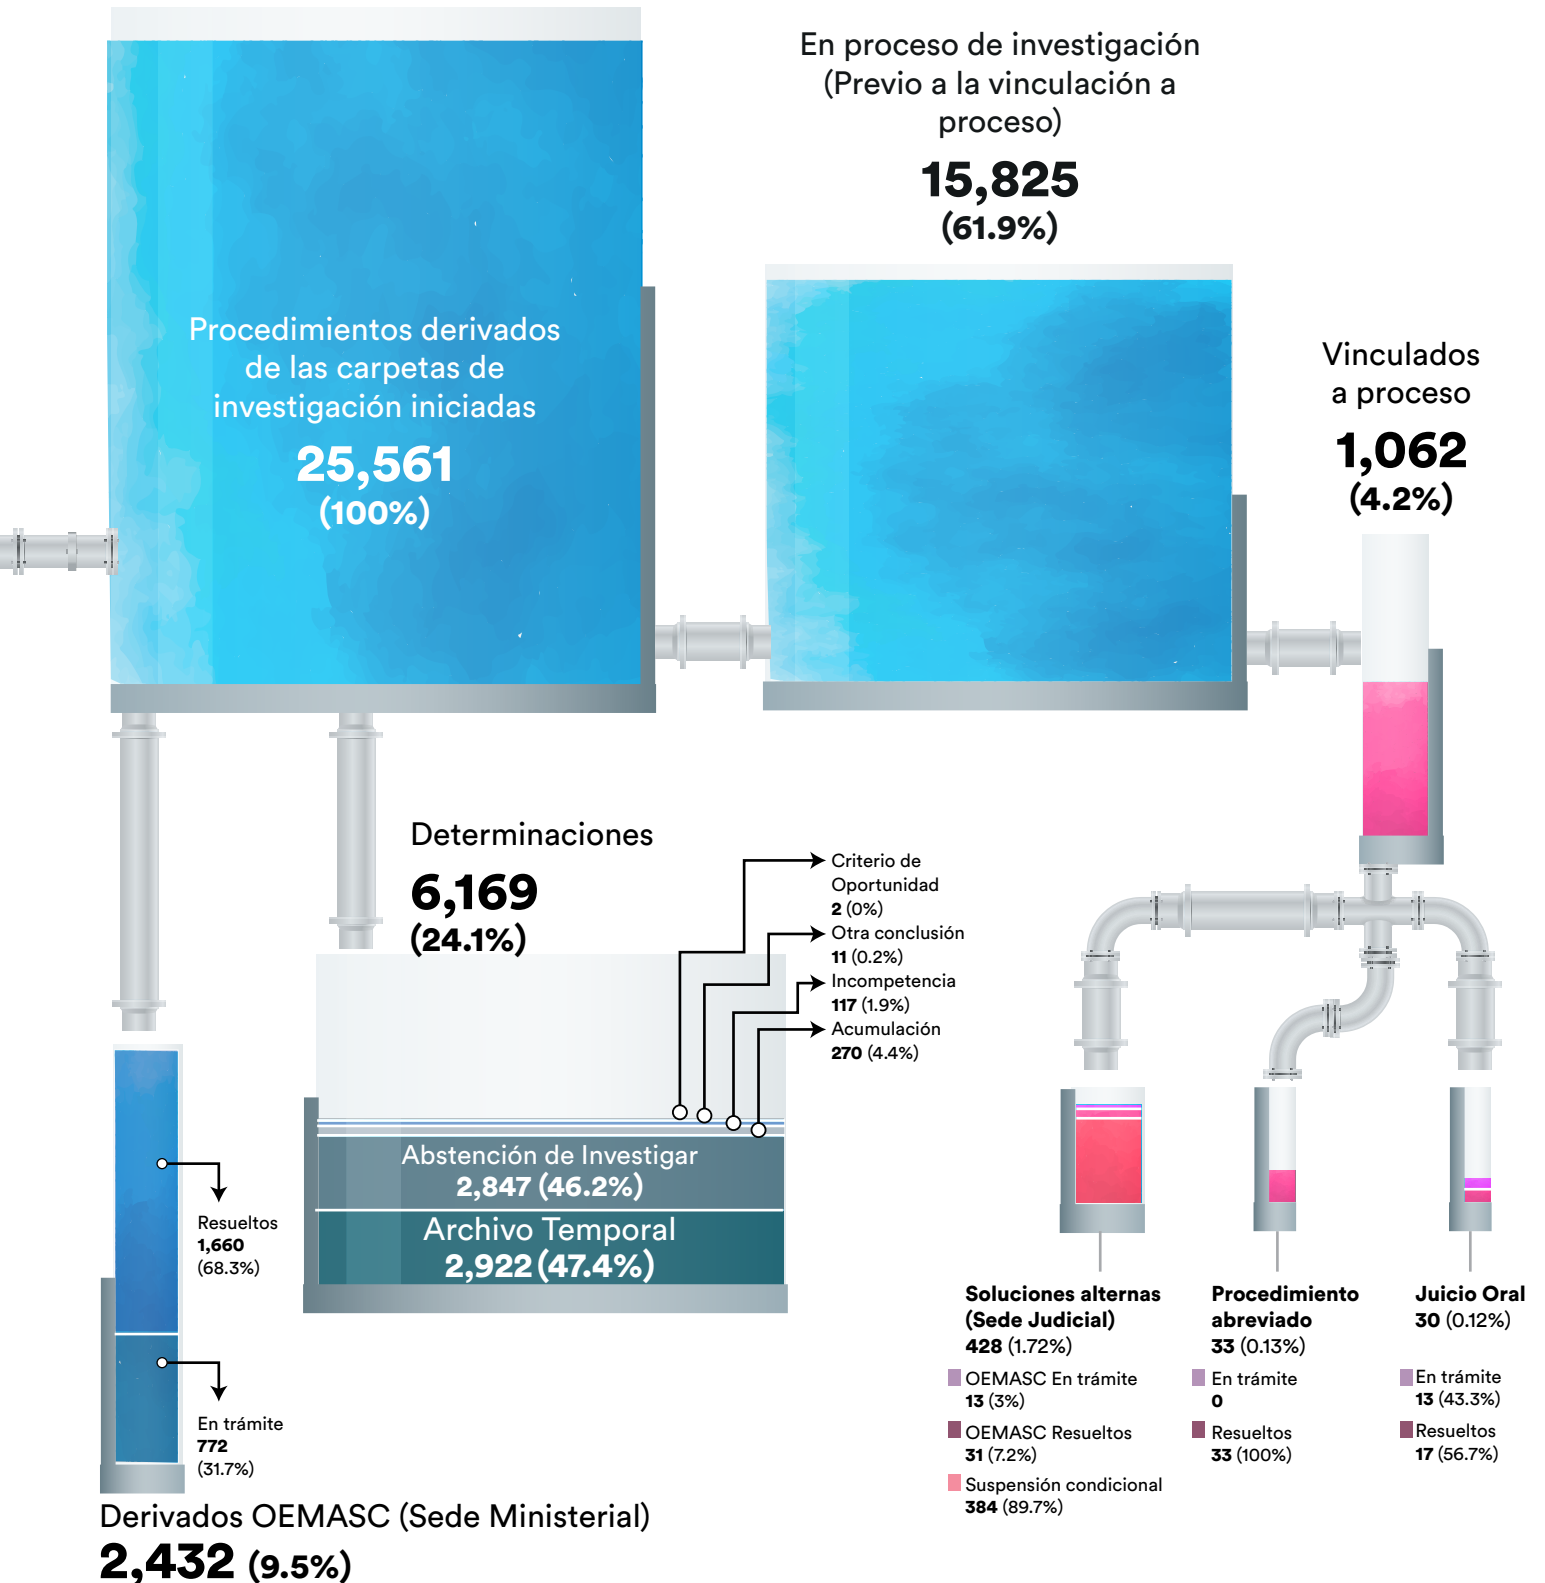 Procedimientos derivados
de las carpetas de
investigación iniciadas
25,561
(100%)
En proceso de investigación
(Previo a la vinculación a
proceso)
15,825
(61.9%)
Vinculados
a proceso
1,062
(4.2%)
Determinaciones
6,169
(24.1%)
Criterio de
Oportunidad
2 (0%)
Otra conclusión
11 (0.2%)
Incompetencia
117 (1.9%)
Acumulación
270 (4.4%)
Abstención de Investigar
2,847 (46.2%)
Archivo Temporal
2,922 (47.4%)
Resueltos
1,660
(68.3%)
En trámite
772
(31.7%)
Derivados OEMASC (Sede Ministerial)
2,432 (9.5%)
Soluciones alternas
(Sede Judicial)
428 (1.72%)
OEMASC En trámite
13 (3%)
OEMASC Resueltos
31 (7.2%)
Suspensión condicional
384 (89.7%)
Procedimiento
abreviado
33 (0.13%)
En trámite
0
Resueltos
33 (100%)
Juicio Oral
30 (0.12%)
En trámite
13 (43.3%)
Resueltos
17 (56.7%)